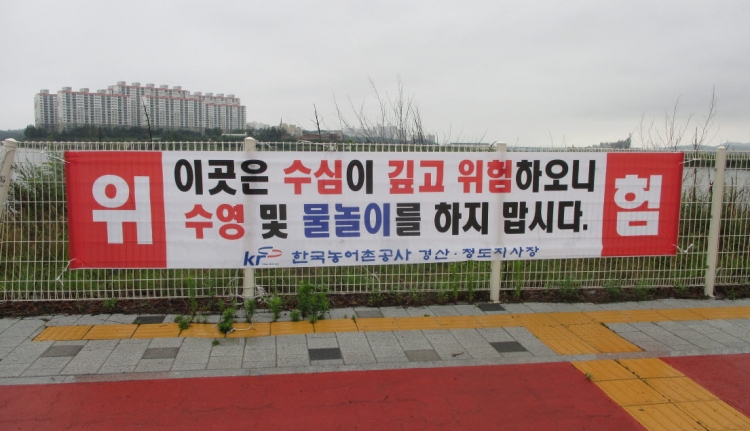 위 험
이곳은 수심이 깊고 위험하오니
수영 및 물놀이를 하지 맙시다.
kr 한국농어촌공사 경산·청도지사장